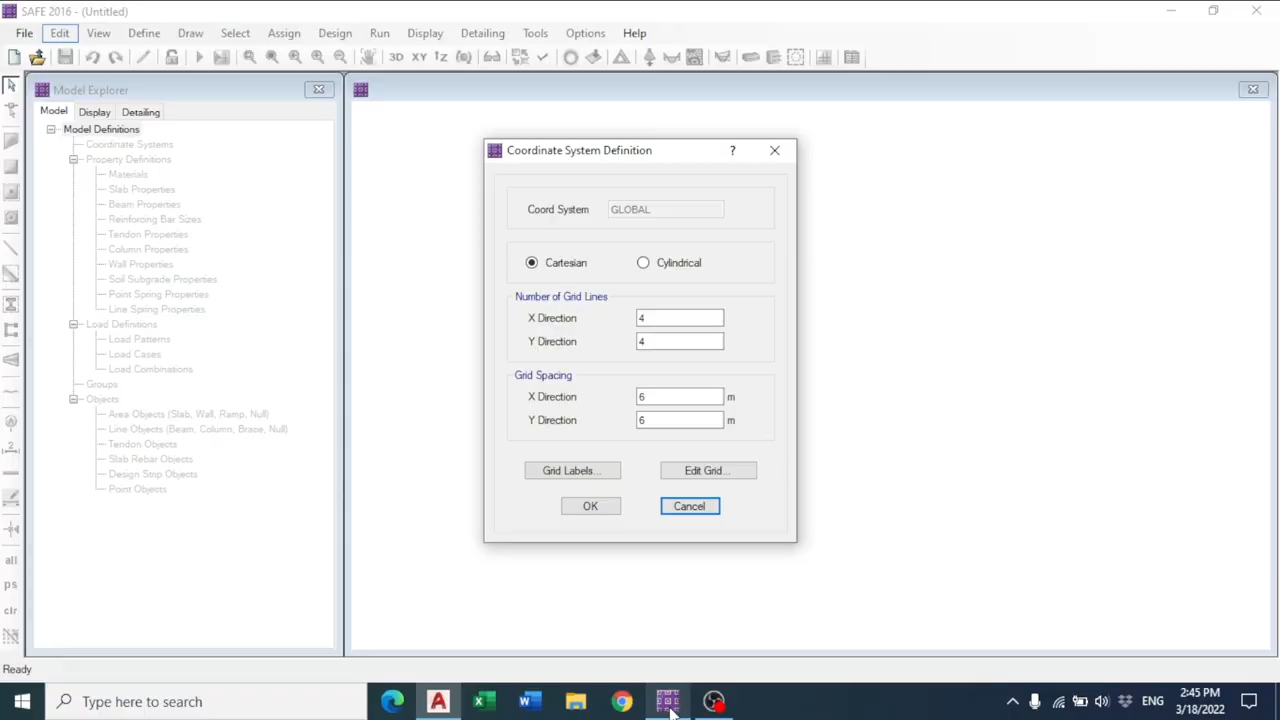 SAFE 2016 - (Untitled)
File Edit View Define Draw Select Assign Design Run Display Detailing Tools Options Help
3D XY
Model Explorer
Model Display Detailing
Model Definitions
Coordinate Systems
Property Definitions
Materials
Slab Properties
Beam Properties
Reinforcing Bar Sizes
Tendon Properties
Column Properties
Wall Properties
Soil Subgrade Properties
Point Spring Properties
Line Spring Properties
Load Definitions
Load Patterns
Load Cases
Load Combinations
Groups
Objects
Area Objects (Slab, Wall, Ramp, Null)
Line Objects (Beam, Column, Brace, Null)
Tendon Objects
Slab Rebar Objects
Design Strip Objects
Point Objects
all
ps
clr
Coordinate System Definition ?
Coord System GLOBAL
Cartesian Cylindrical
Number of Grid Lines
X Direction 4
Y Direction 4
Grid Spacing
X Direction 6 m
Y Direction 6 m
Grid Labels... Edit Grid...
OK Cancel
Ready
Type here to search
ENG
2:45 PM
3/18/2022